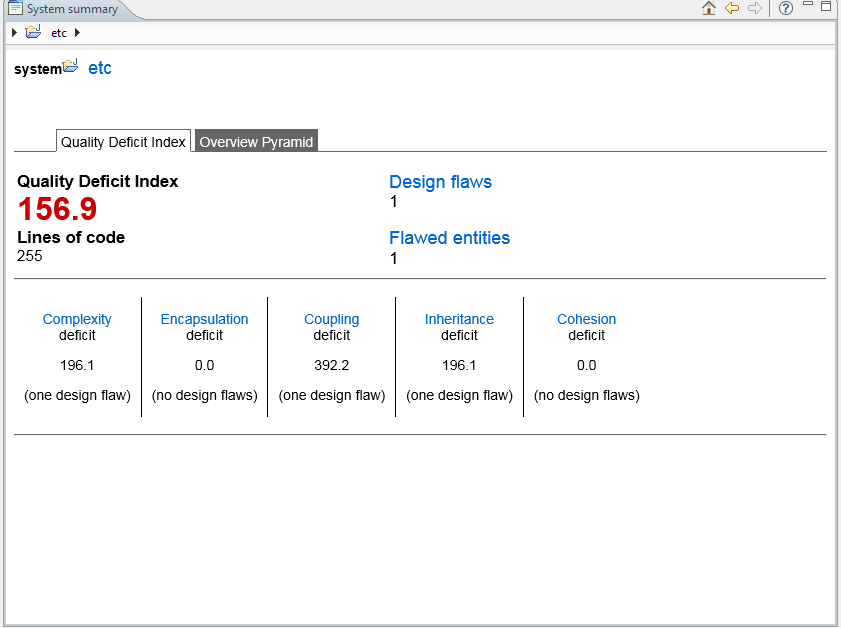 System summary
etc
system etc
Quality Deficit Index Overview Pyramid
Quality Deficit Index Design flaws
156.9 1
Lines of code Flawed entities
255 1
Complexity Encapsulation Coupling Inheritance Cohesion
deficit deficit deficit deficit deficit
196.1 0.0 392.2 196.1 0.0
(one design flaw) (no design flaws) (one design flaw) (one design flaw) (no design flaws)